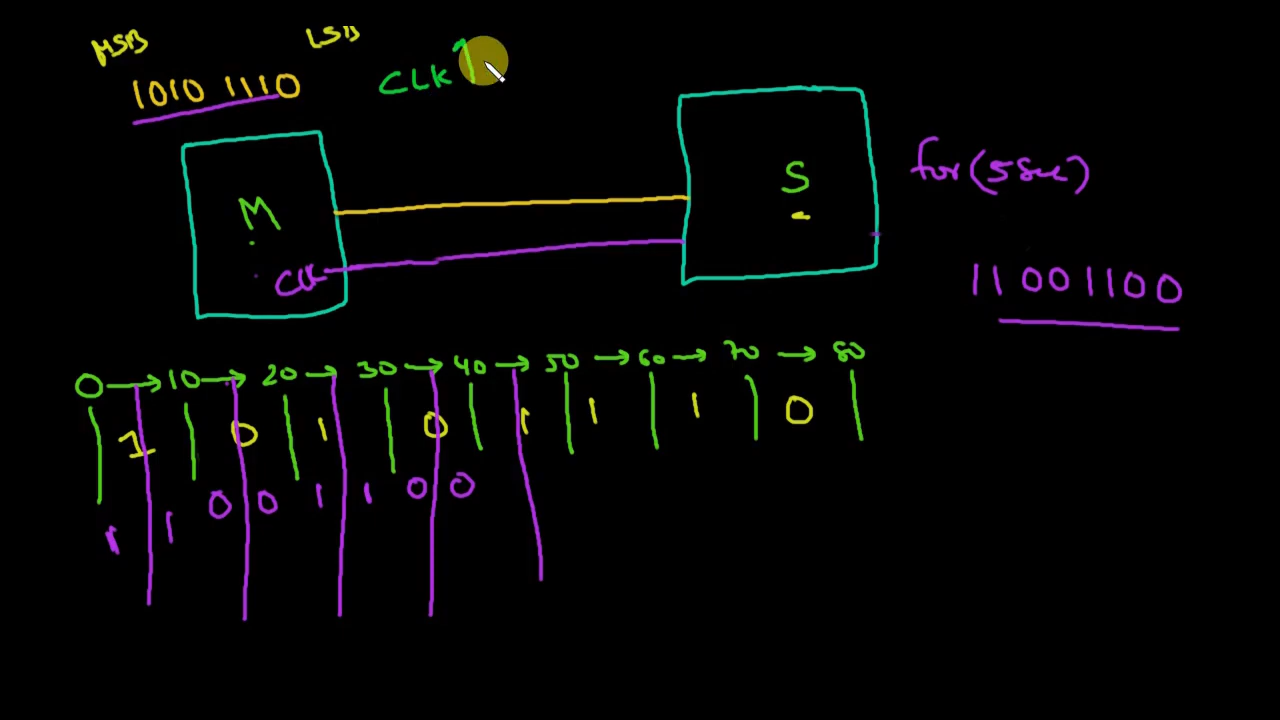 MSB LSB
1010 1110 CLK ↑
M S for(5sec)
Clk
11001100
0 → 10 → 20 → 30 → 40 → 50 → 60 → 70 → 80
1 0 1 0 1 1 1 0
1 1 0 0 1 1 0 0